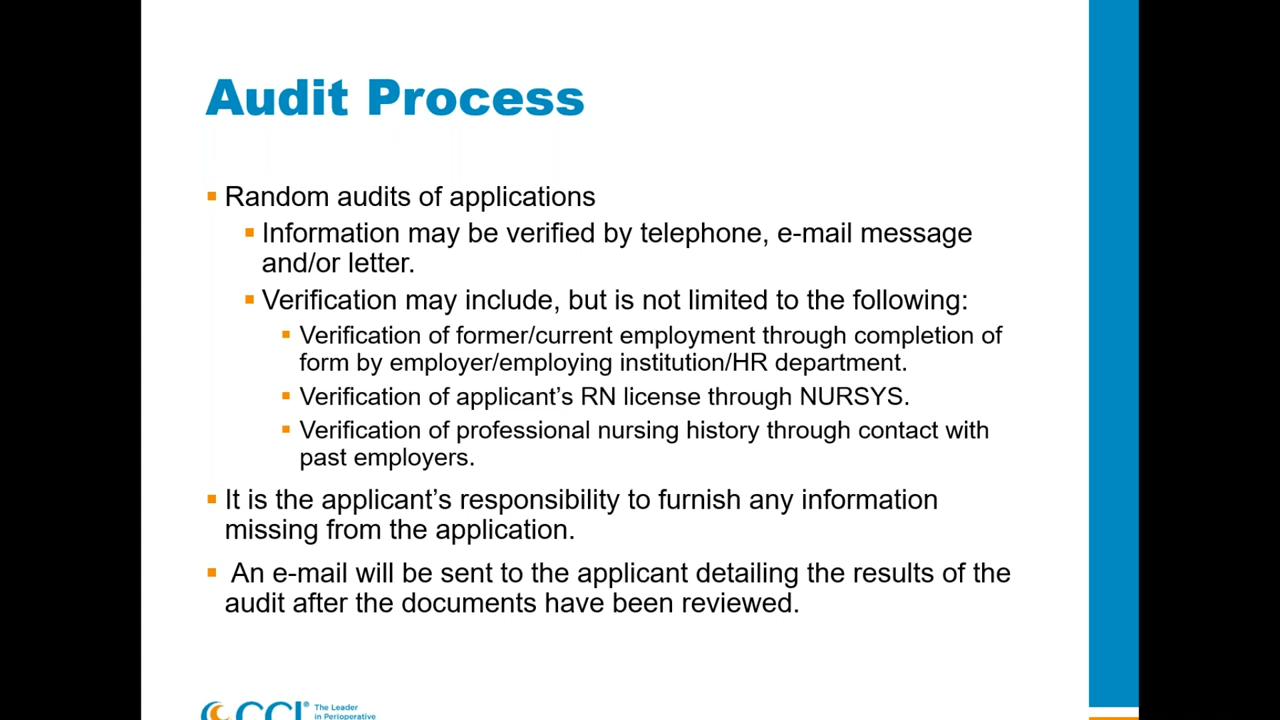 Audit Process
Random audits of applications
Information may be verified by telephone, e-mail message
and/or letter.
Verification may include, but is not limited to the following:
Verification of former/current employment through completion of
form by employer/employing institution/HR department.
Verification of applicant's RN license through NURSYS.
Verification of professional nursing history through contact with
past employers.
It is the applicant's responsibility to furnish any information
missing from the application.
An e-mail will be sent to the applicant detailing the results of the
audit after the documents have been reviewed.
CCI®
The Leader
in Perioperative